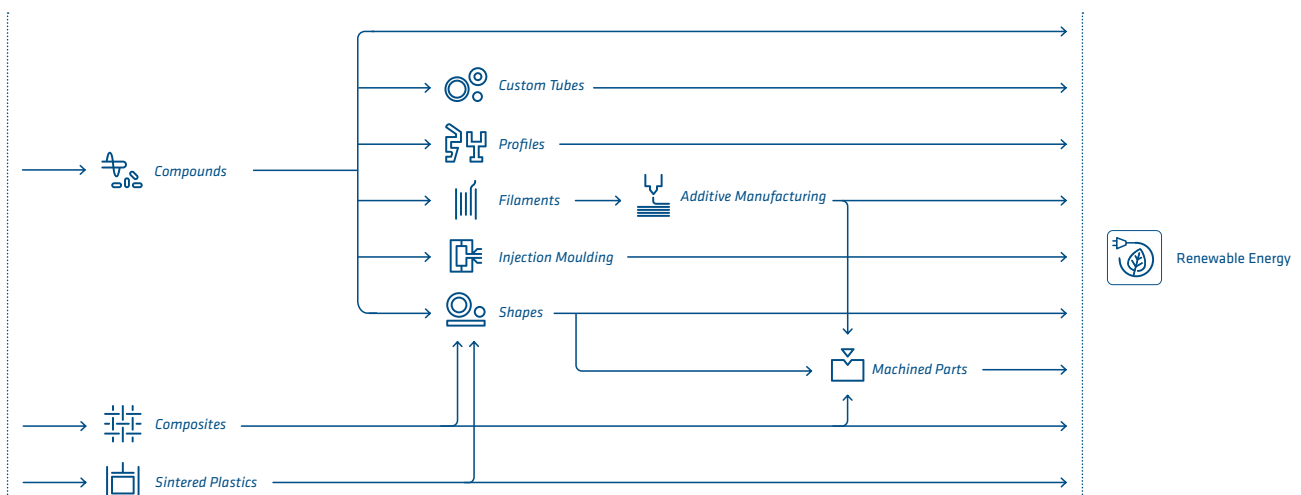 Custom Tubes
Profiles
Compounds
Filaments
Additive Manufacturing
Injection Moulding
Renewable Energy
Shapes
Machined Parts
Composites
Sintered Plastics